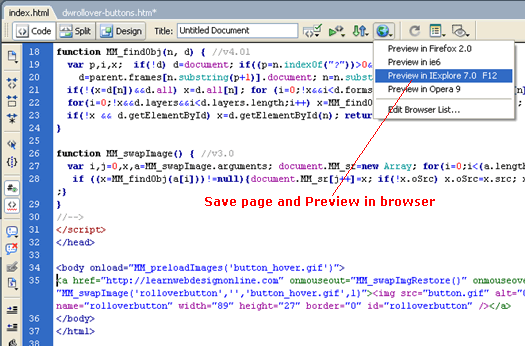 index.html dwrollover-buttons.htm*
Code Split Design Title: Untitled Document
Preview in Firefox 2.0
Preview in ie6
Preview in IExplore 7.0 F12
Preview in Opera 9
Edit Browser List...
18 function MM_findObj(n, d) { //v4.01
19 var p,i,x; if(!d) d=document; if((p=n.indexOf("?"))>0&
20 d=parent.frames[n.substring(p+1)].document; n=n.sub
21 if(!(x=d[n])&&d.all) x=d.all[n]; for (i=0;!x&&i<d.forms
22 for(i=0;!x&&d.layers&&i<d.layers.length;i++) x=MM_findO
23 if(!x && d.getElementById) x=d.getElementById(n); return
24 }
25
26 function MM_swapImage() { //v3.0
27 var i,j=0,x,a=MM_swapImage.arguments; document.MM_sr=new Array; for(i=0;i<(a.length
28 if ((x=MM_findObj(a[i]))!=null){document.MM_sr[j++]=x; if(!x.oSrc) x.oSrc=x.src; x
;}
29 }
Save page and Preview in browser
30 //-->
31 </script>
32 </head>
33
34 <body onload="MM_preloadImages('button_hover.gif')">
35 <a href="http://learnwebdesignonline.com" onmouseout="MM_swapImgRestore()" onmouseove
"MM_swapImage('rolloverbutton','','button_hover.gif',1)"><img src="button.gif" alt="
name="rolloverbutton" width="89" height="27" border="0" id="rolloverbutton" /></a>
36 </body>
37 </html>